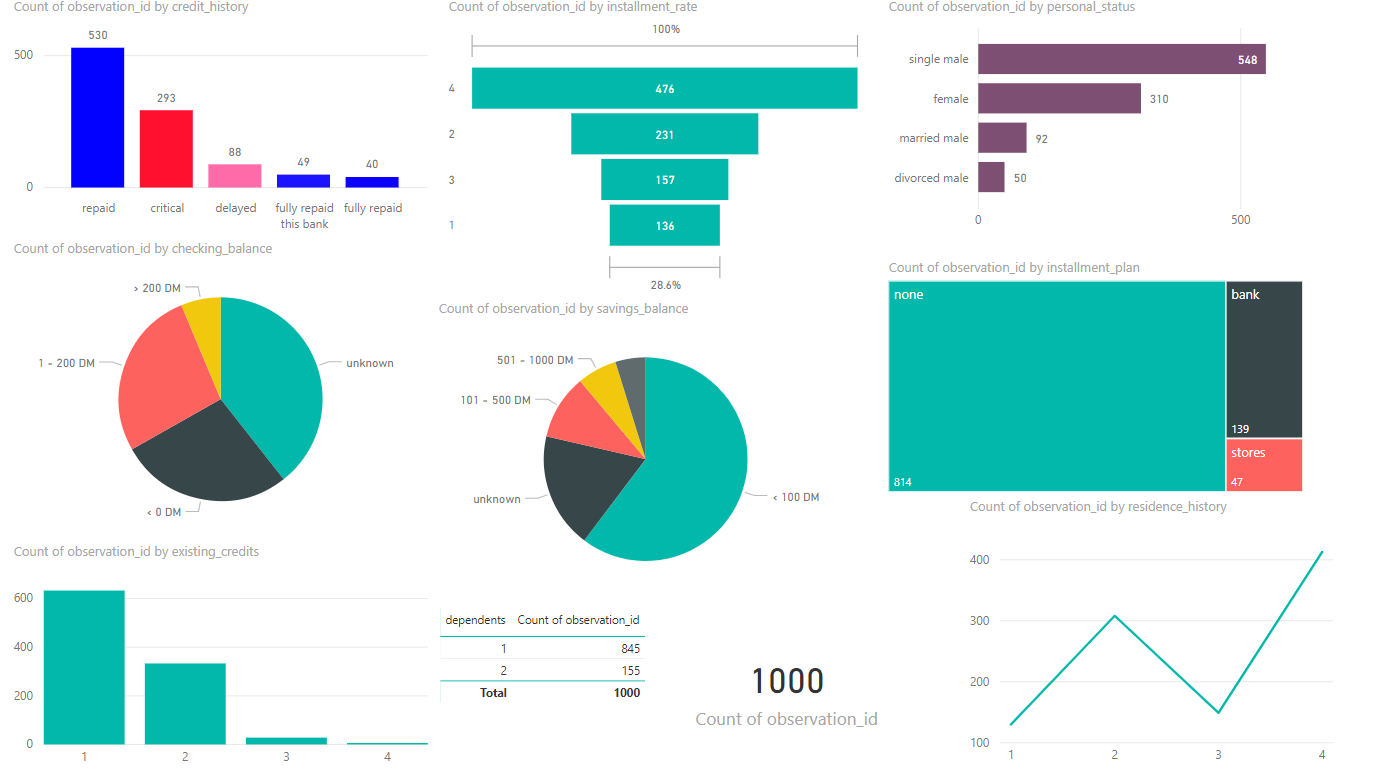 Count of observation_id by credit_history
530
500
293
88
49
40
0
repaid
critical
delayed
fully repaid
this bank
fully repaid
Count of observation_id by installment_rate
100%
4
476
2
231
3
157
1
136
28.6%
Count of observation_id by personal_status
single male
548
female
310
married male
92
divorced male
50
0
500
Count of observation_id by checking_balance
> 200 DM
1 - 200 DM
unknown
< 0 DM
Count of observation_id by savings_balance
501 - 1000 DM
101 - 500 DM
unknown
< 100 DM
Count of observation_id by installment_plan
none
814
bank
139
stores
47
Count of observation_id by existing_credits
600
400
200
0
1
2
3
4
dependents Count of observation_id
1 845
2 155
Total 1000
1000
Count of observation_id
Count of observation_id by residence_history
400
300
200
100
1
2
3
4